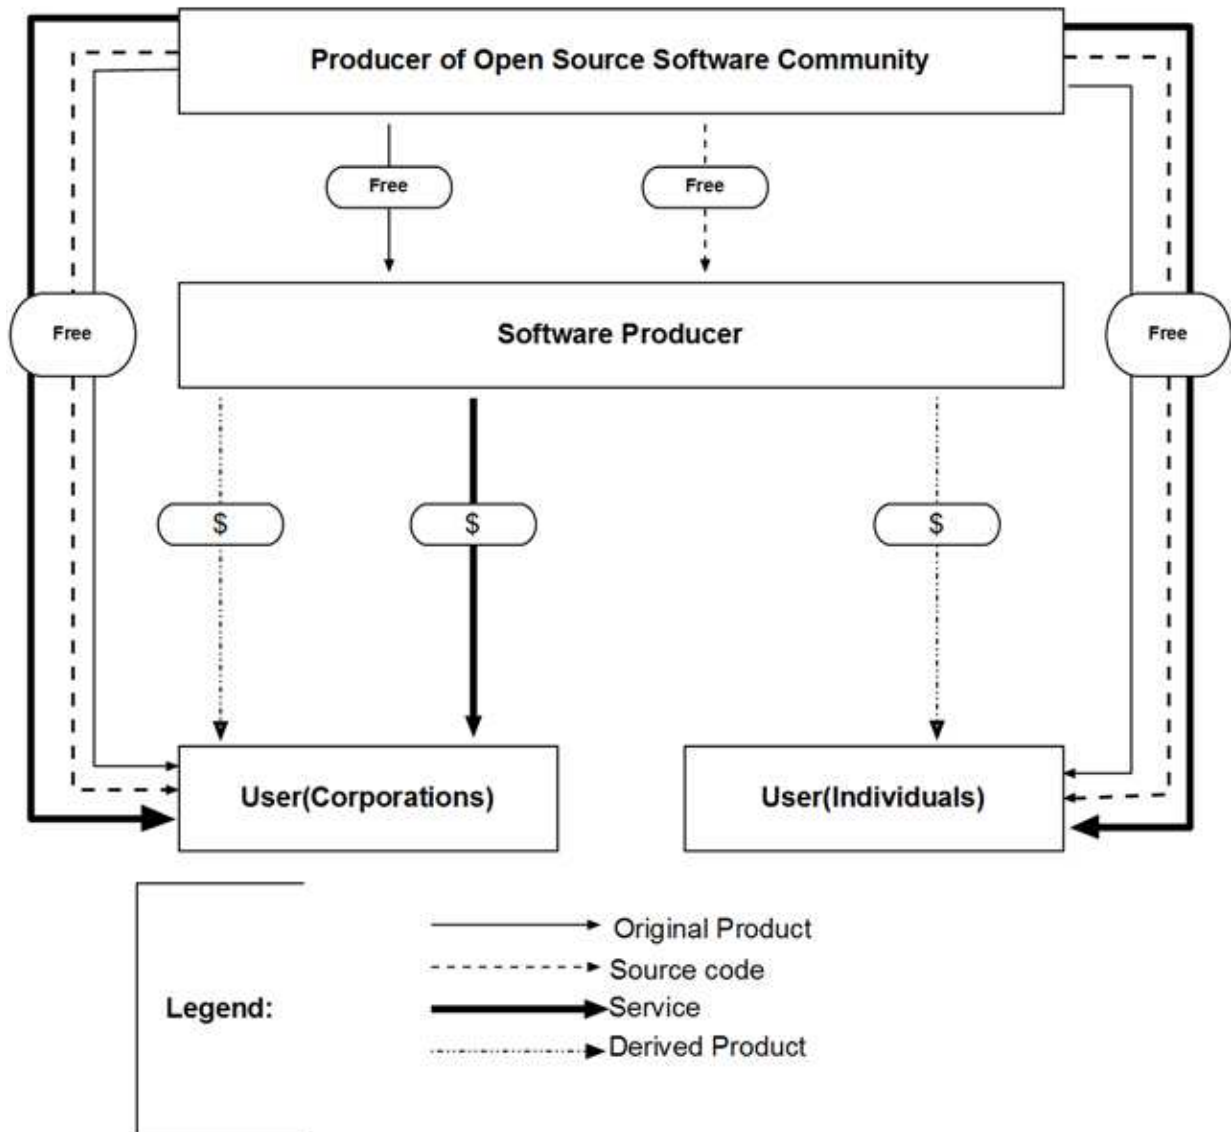 Producer of Open Source Software Community
Free
Free
Free
Free
Software Producer
$
$
$
User(Corporations)
User(Individuals)
Legend:
Original Product
Source code
Service
Derived Product